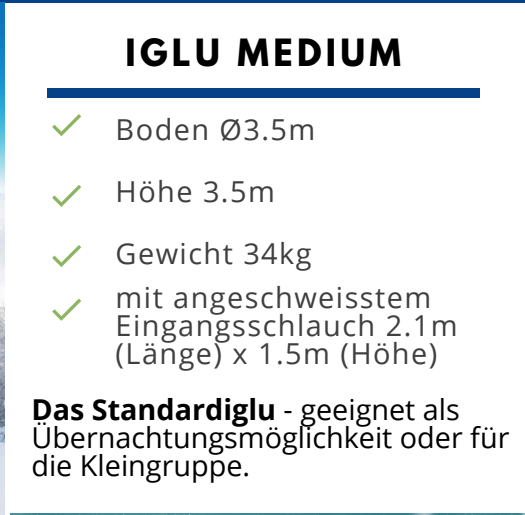 IGLU MEDIUM
Boden Ø3.5m
Höhe 3.5m
Gewicht 34kg
mit angeschweisstem
Eingangsschlauch 2.1m
(Länge) x 1.5m (Höhe)
Das Standardiglu - geeignet als
Übernachtungsmöglichkeit oder für
die Kleingruppe.